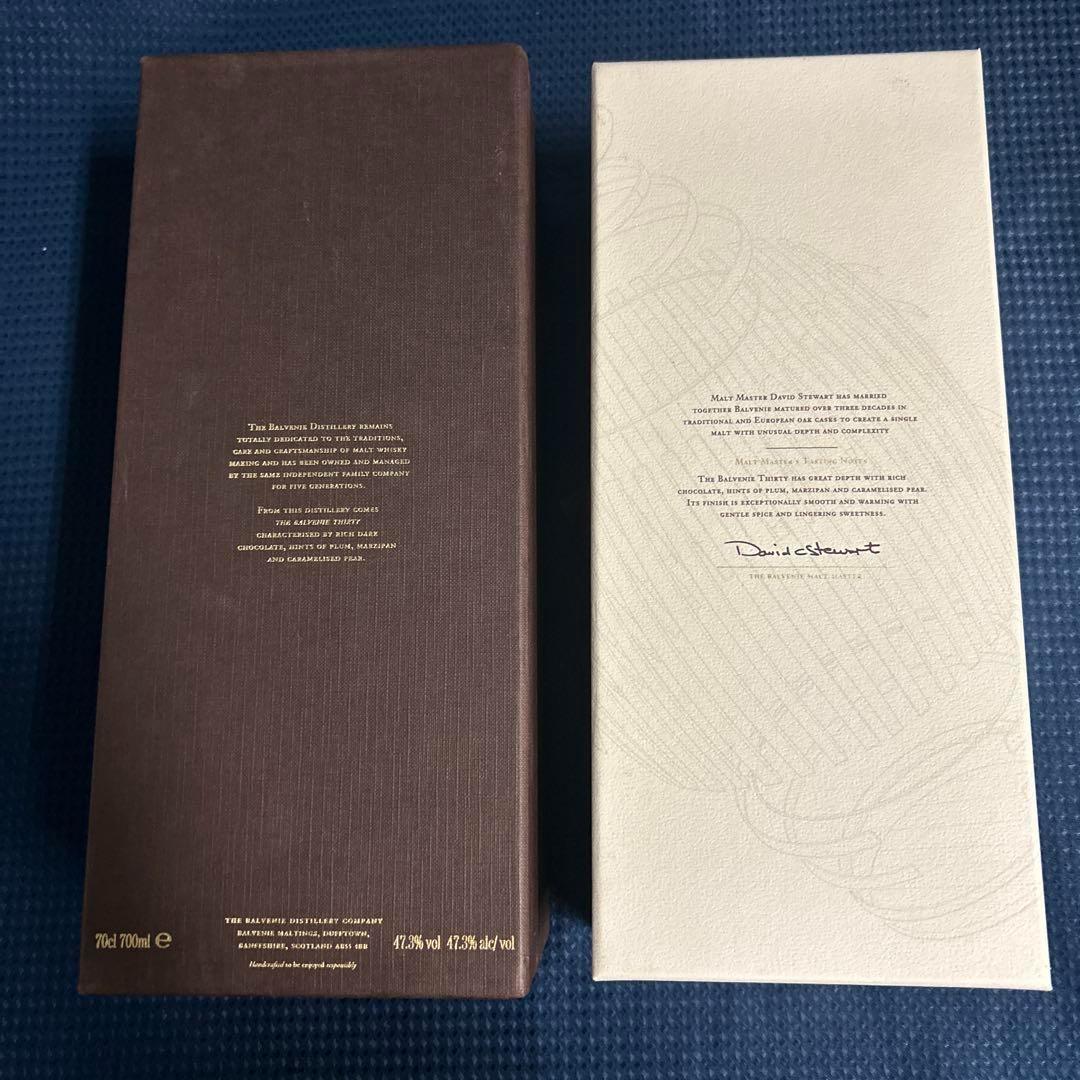 The Balvenie Distillery remains
totally dedicated to the traditions,
care and craftsmanship of malt whisky
making and has been owned and managed
by the same independent family company
for five generations.
From this distillery comes
The Balvenie Thirty
characterised by rich dark
chocolate, hints of plum, marzipan
and caramelised pear.
The Balvenie Distillery Company
Balvenie Maltings, Dufftown,
Banffshire, Scotland AB55 4BB
Handcrafted to be enjoyed responsibly
70cl 700ml ℮
47.3% vol 47.3% alc/vol
Malt Master David Stewart has married
together Balvenie matured over three decades in
traditional and European oak casks to create a single
malt with unusual depth and complexity
Malt Master's Tasting Notes
The Balvenie Thirty has great depth with rich
chocolate, hints of plum, marzipan and caramelised pear.
Its finish is exceptionally smooth and warming with
gentle spice and lingering sweetness.
David C Stewart
The Balvenie Malt Master